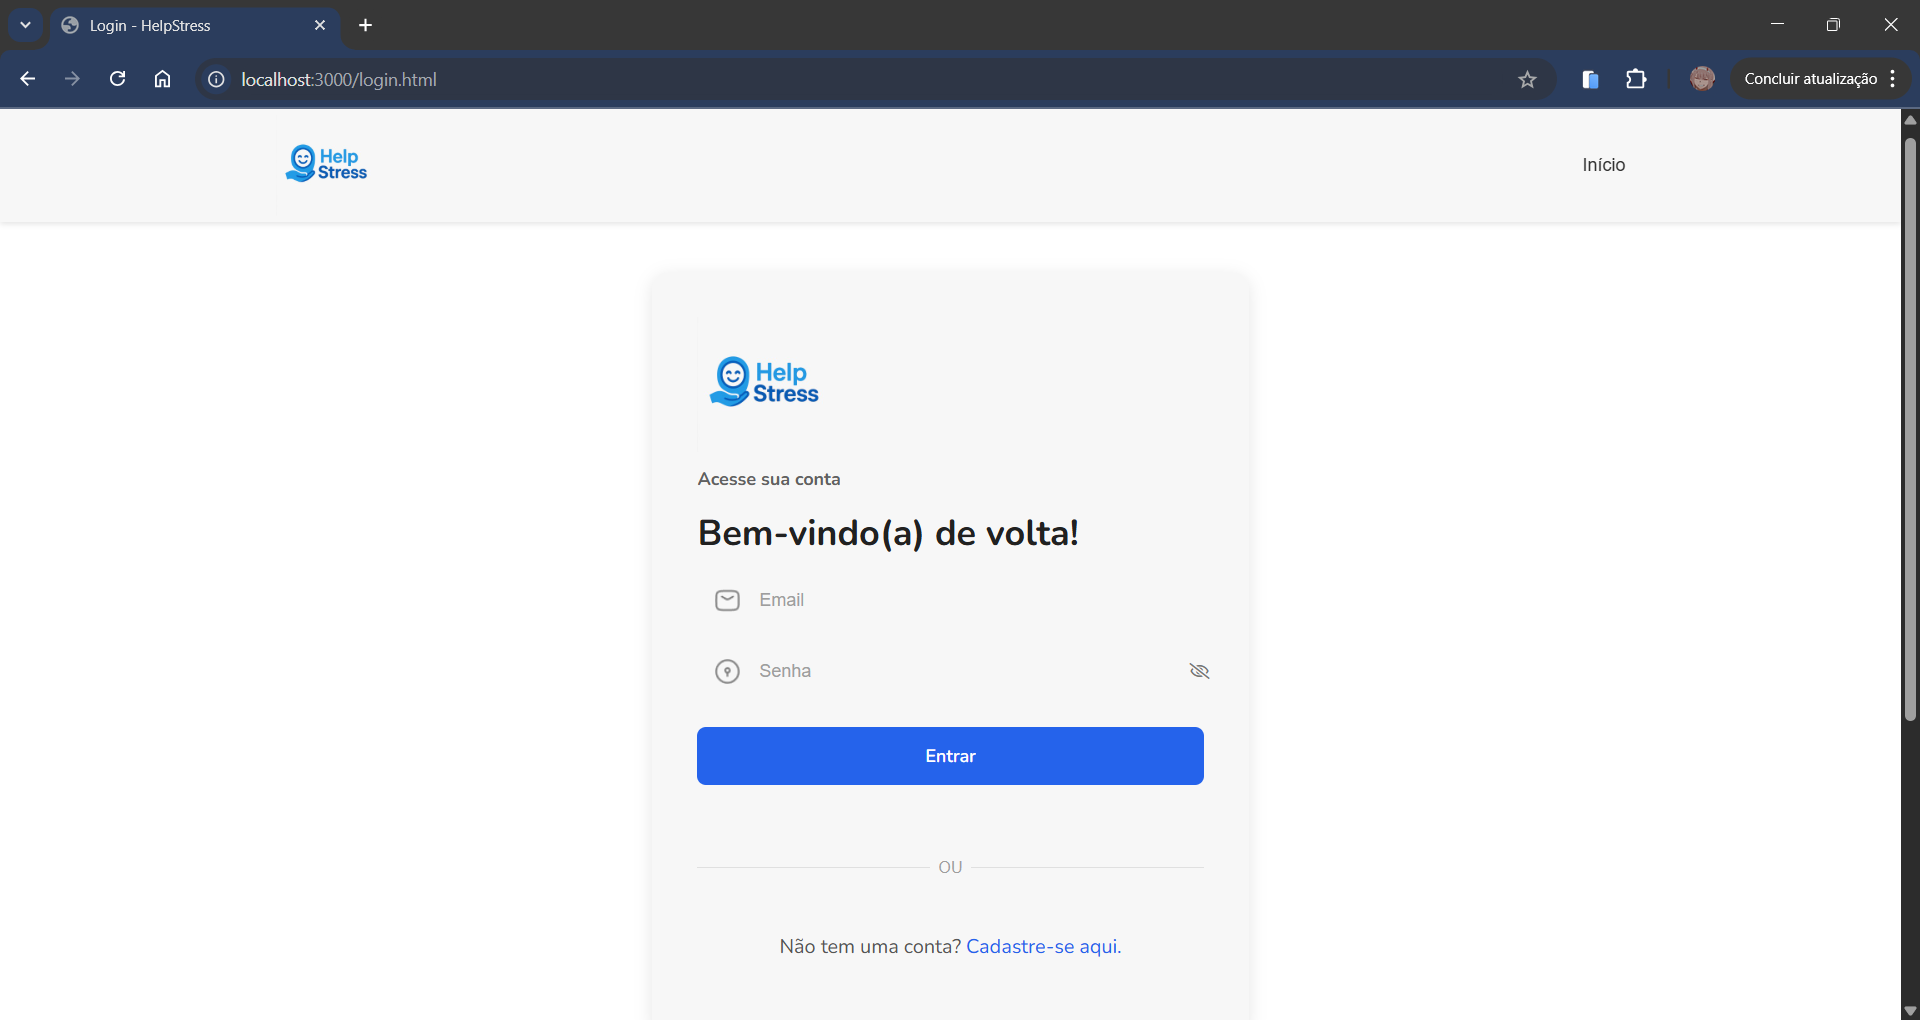 Login - HelpStress
localhost:3000/login.html
Concluir atualização
Help
Stress
Início
Help
Stress
Acesse sua conta
Bem-vindo(a) de volta!
Email
Senha
Entrar
OU
Não tem uma conta? Cadastre-se aqui.